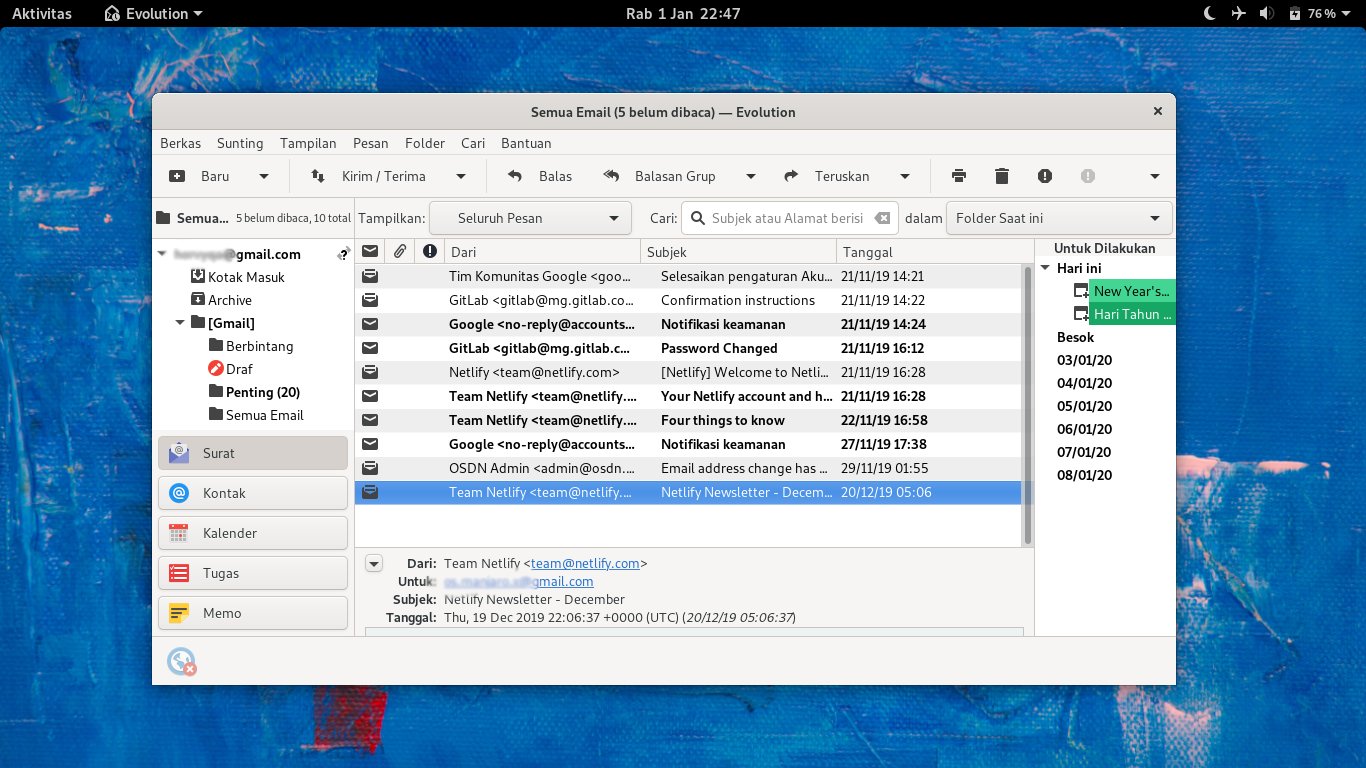 Aktivitas Evolution Rab 1 Jan 22:47 76%
Semua Email (5 belum dibaca) — Evolution
Berkas Sunting Tampilan Pesan Folder Cari Bantuan
Baru Kirim / Terima Balas Balasan Grup Teruskan
Semua... 5 belum dibaca, 10 total Tampilkan: Seluruh Pesan Cari: Subjek atau Alamat berisi dalam Folder Saat ini
@gmail.com
Kotak Masuk
Archive
[Gmail]
Berbintang
Draf
Penting (20)
Semua Email
Surat
Kontak
Kalender
Tugas
Memo
Dari Subjek Tanggal
Tim Komunitas Google <goo... Selesaikan pengaturan Aku... 21/11/19 14:21
GitLab <gitlab@mg.gitlab.co... Confirmation instructions 21/11/19 14:22
Google <no-reply@accounts... Notifikasi keamanan 21/11/19 14:24
GitLab <gitlab@mg.gitlab.c... Password Changed 21/11/19 16:12
Netlify <team@netlify.com> [Netlify] Welcome to Netli... 21/11/19 16:28
Team Netlify <team@netlify.... Your Netlify account and h... 21/11/19 16:28
Team Netlify <team@netlify.... Four things to know 22/11/19 16:58
Google <no-reply@accounts... Notifikasi keamanan 27/11/19 17:38
OSDN Admin <admin@osdn.... Email address change has ... 29/11/19 01:55
Team Netlify <team@netlify.... Netlify Newsletter - Decem... 20/12/19 05:06
Dari: Team Netlify <team@netlify.com>
Untuk: @gmail.com
Subjek: Netlify Newsletter - December
Tanggal: Thu, 19 Dec 2019 22:06:37 +0000 (UTC) (20/12/19 05:06:37)
Untuk Dilakukan
Hari ini
New Year's...
Hari Tahun ...
Besok
03/01/20
04/01/20
05/01/20
06/01/20
07/01/20
08/01/20